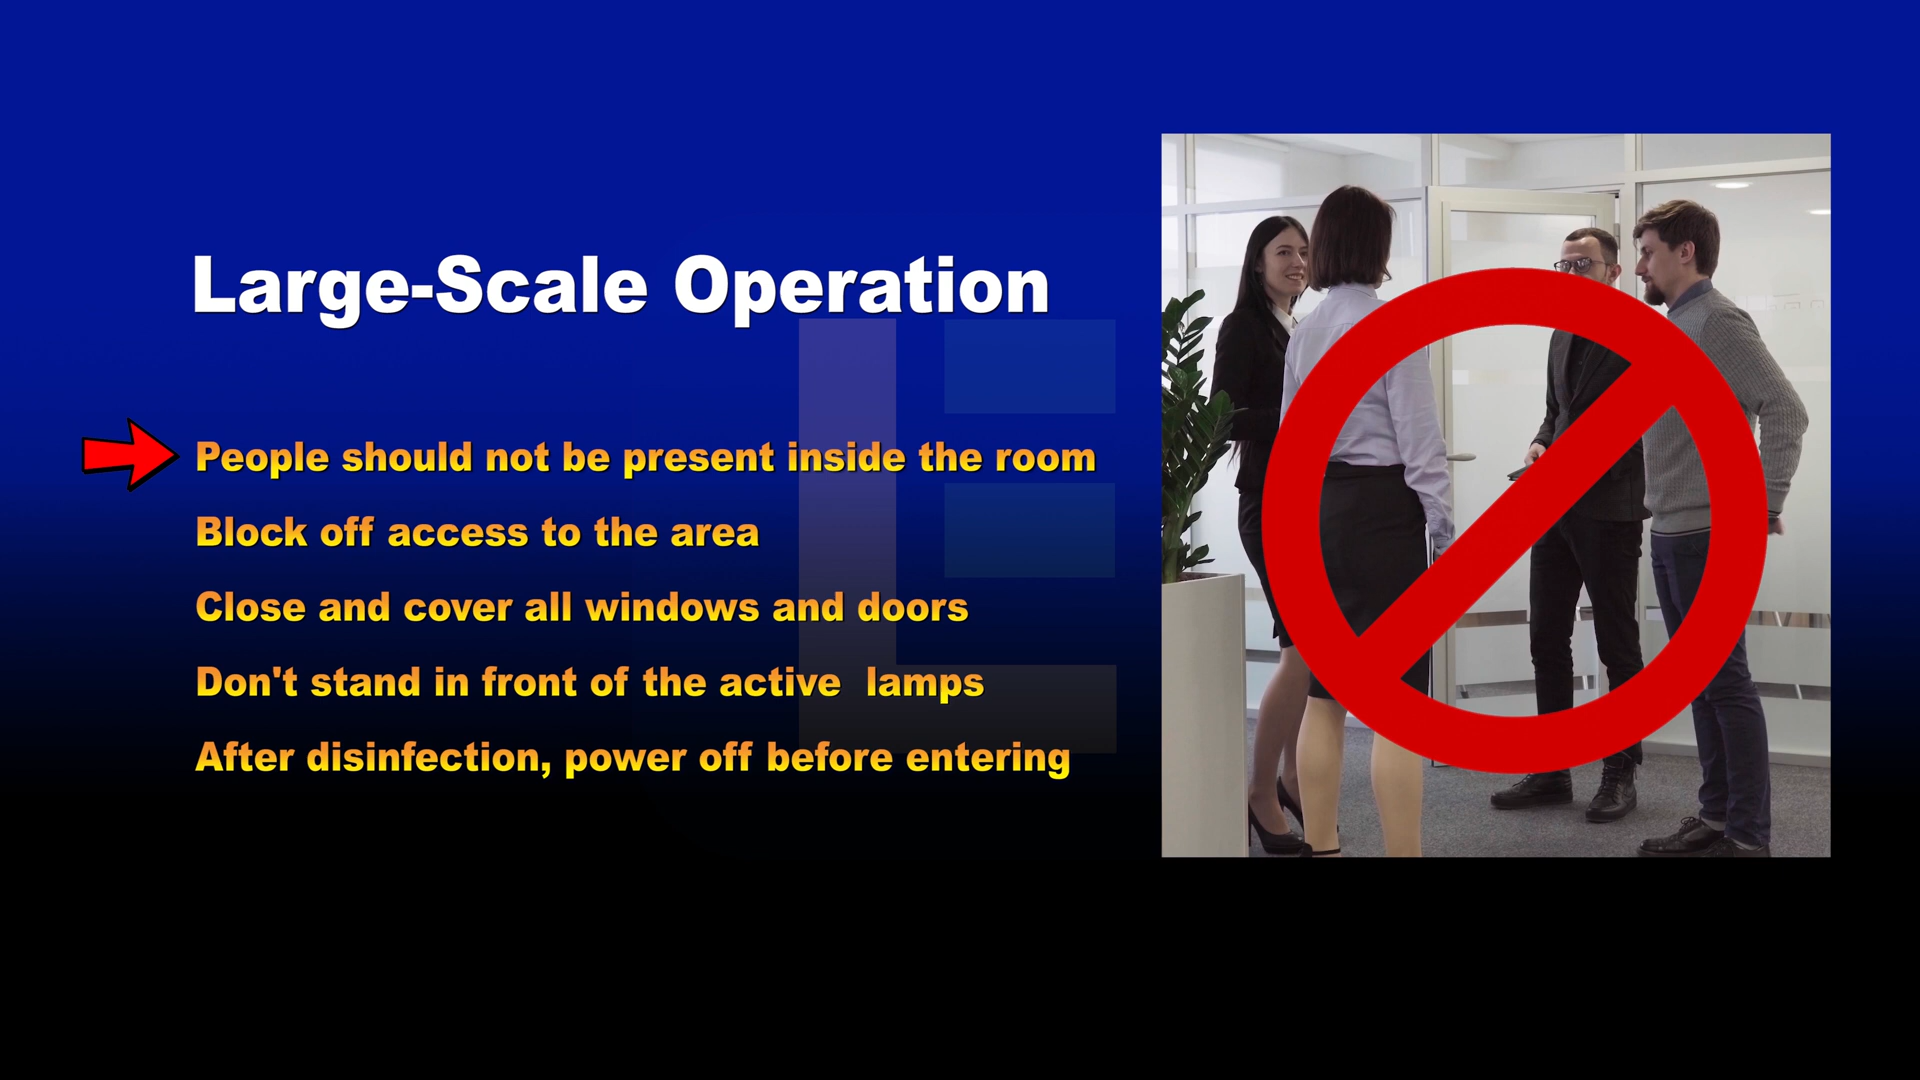 Large-Scale Operation
People should not be present inside the room
Block off access to the area
Close and cover all windows and doors
Don't stand in front of the active  lamps
After disinfection, power off before entering